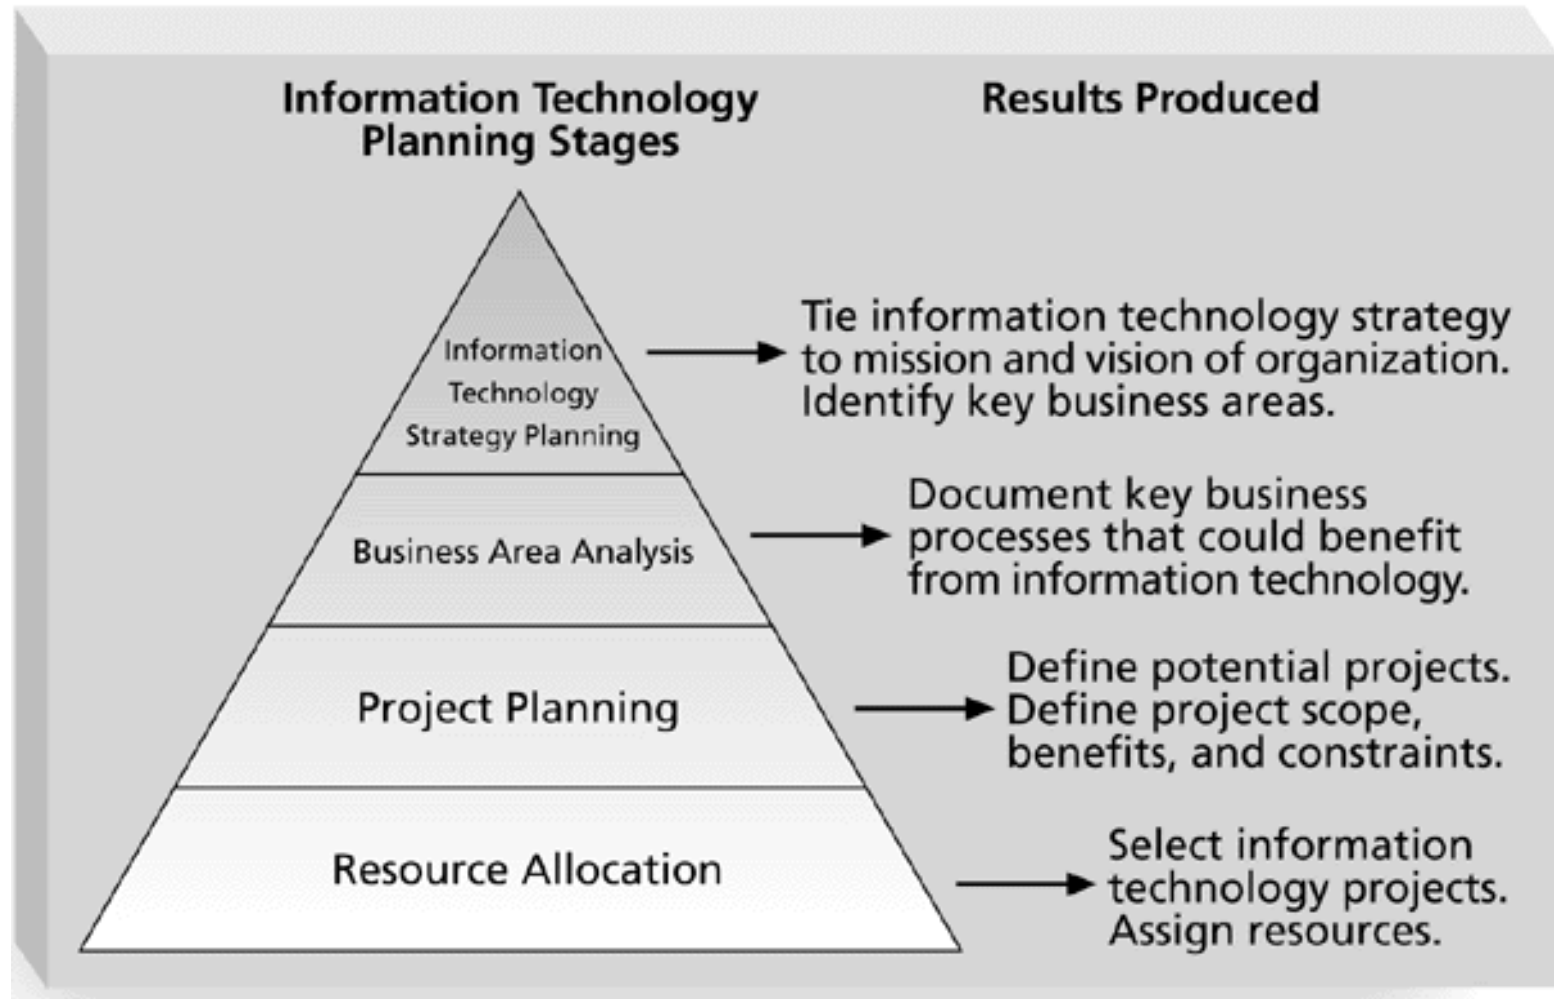 Information Technology
Planning Stages
Results Produced
Information
Technology
Strategy Planning
Tie information technology strategy
to mission and vision of organization.
Identify key business areas.
Business Area Analysis
Document key business
processes that could benefit
from information technology.
Project Planning
Define potential projects.
Define project scope,
benefits, and constraints.
Resource Allocation
Select information
technology projects.
Assign resources.